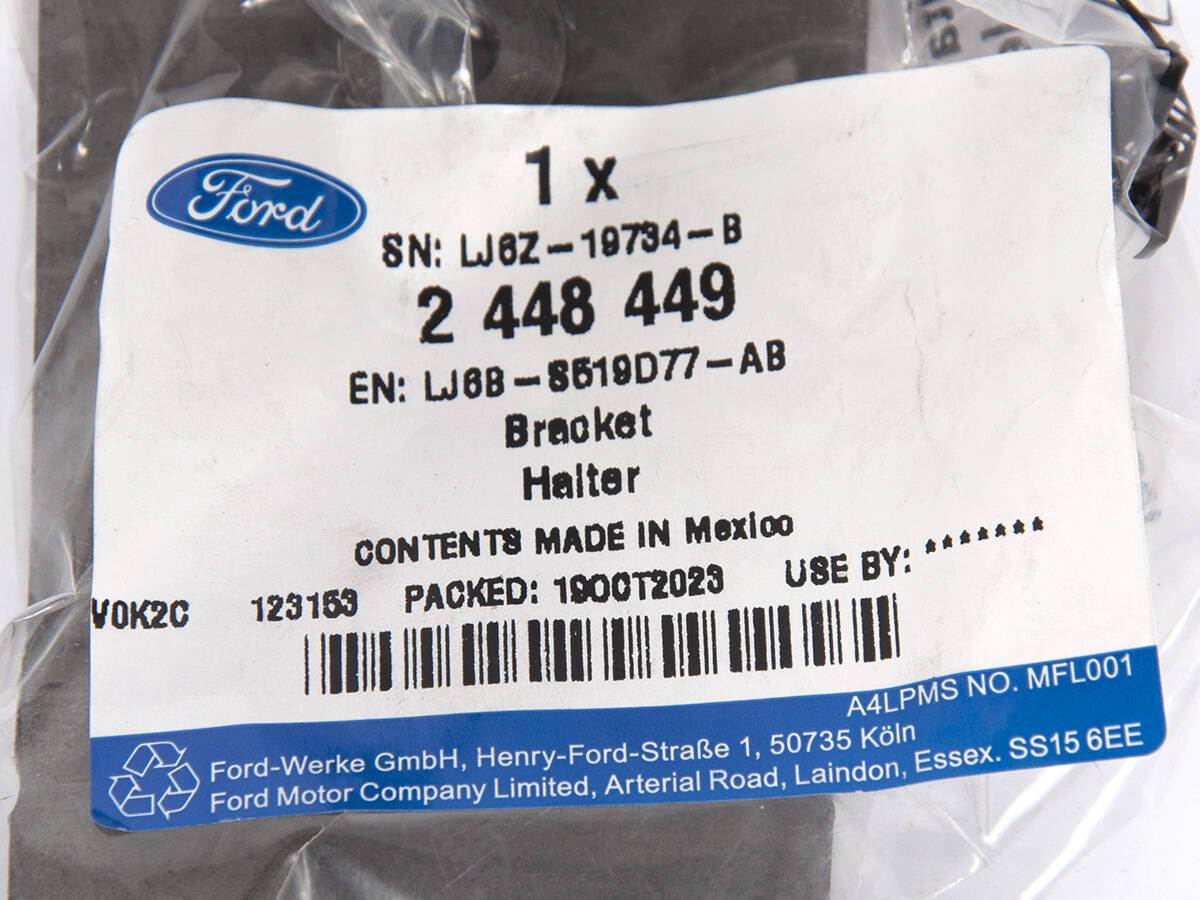 Ford
1 x
SN: LJ6Z-19734-B
2 448 449
EN: LJ6B-S519D77-AB
Bracket
Halter
CONTENTS MADE IN Mexico
V0K2C 123153 PACKED: 19OCT2023 USE BY: *******
A4LPMS NO. MFL001
Ford-Werke GmbH, Henry-Ford-Straße 1, 50735 Köln
Ford Motor Company Limited, Arterial Road, Laindon, Essex. SS15 6EE